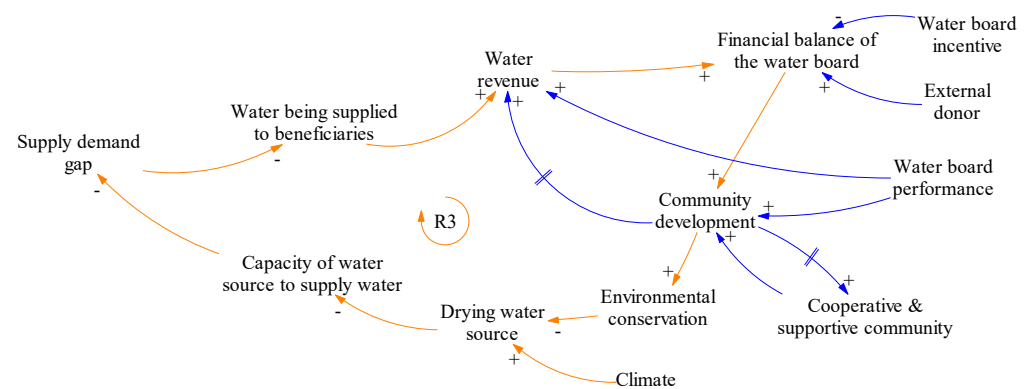 Water board
incentive
Financial balance of
the water board
-
+
External
donor
Water
revenue
+
+
+
+
Water being supplied
to beneficiaries
-
Supply demand
gap
-
Water board
performance
+
+
Community
development
+
+
R3
Capacity of water
source to supply water
-
Environmental
conservation
+
-
Drying water
source
+
Cooperative &
supportive community
+
Climate